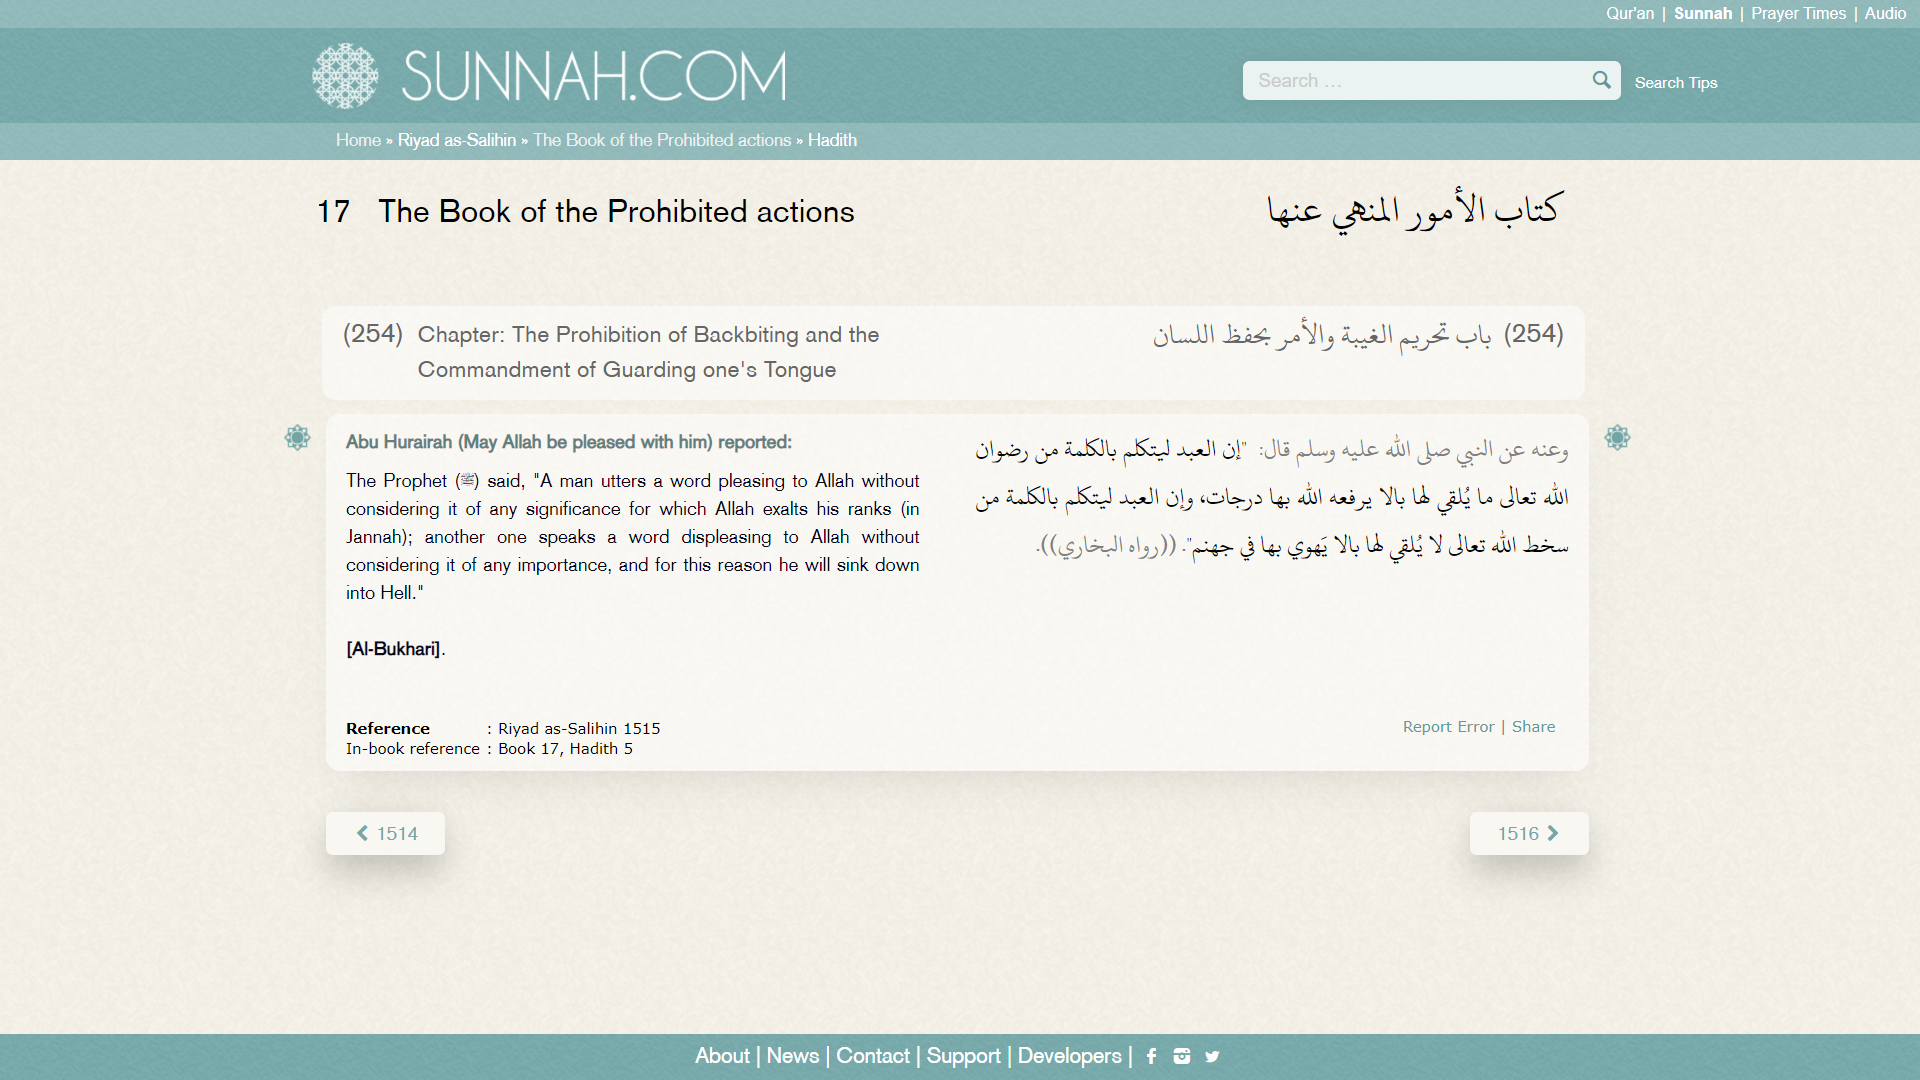 Qur'an | Sunnah | Prayer Times | Audio
SUNNAH.COM
Search …
Search Tips
Home » Riyad as-Salihin » The Book of the Prohibited actions » Hadith
17 The Book of the Prohibited actions
كتاب الأمور المنهي عنها
(254) Chapter: The Prohibition of Backbiting and the
Commandment of Guarding one's Tongue
(254) باب تحريم الغيبة والأمر بحفظ اللسان
Abu Hurairah (May Allah be pleased with him) reported:
The Prophet (ﷺ) said, "A man utters a word pleasing to Allah without
considering it of any significance for which Allah exalts his ranks (in
Jannah); another one speaks a word displeasing to Allah without
considering it of any importance, and for this reason he will sink down
into Hell."
[Al-Bukhari].
وعنه عن النبي صلى الله عليه وسلم قال: "إن العبد ليتكلم بالكلمة من رضوان
الله تعالى ما يُلقي لها بالا يرفعه الله بها درجات، وإن العبد ليتكلم بالكلمة من
سخط الله تعالى لا يُلقي لها بالا يَهوي بها في جهنم". ((رواه البخاري)).
Reference : Riyad as-Salihin 1515
In-book reference : Book 17, Hadith 5
Report Error | Share
1514
1516
About | News | Contact | Support | Developers |